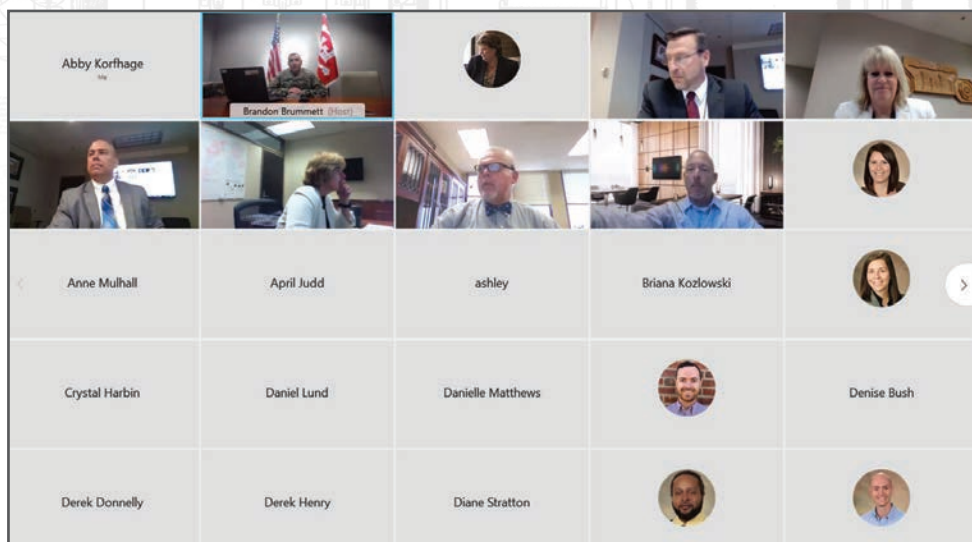 Abby Korfhage
Me
Brandon Brummett (Host)
Anne Mulhall
April Judd
ashley
Briana Kozlowski
Crystal Harbin
Daniel Lund
Danielle Matthews
Denise Bush
Derek Donnelly
Derek Henry
Diane Stratton